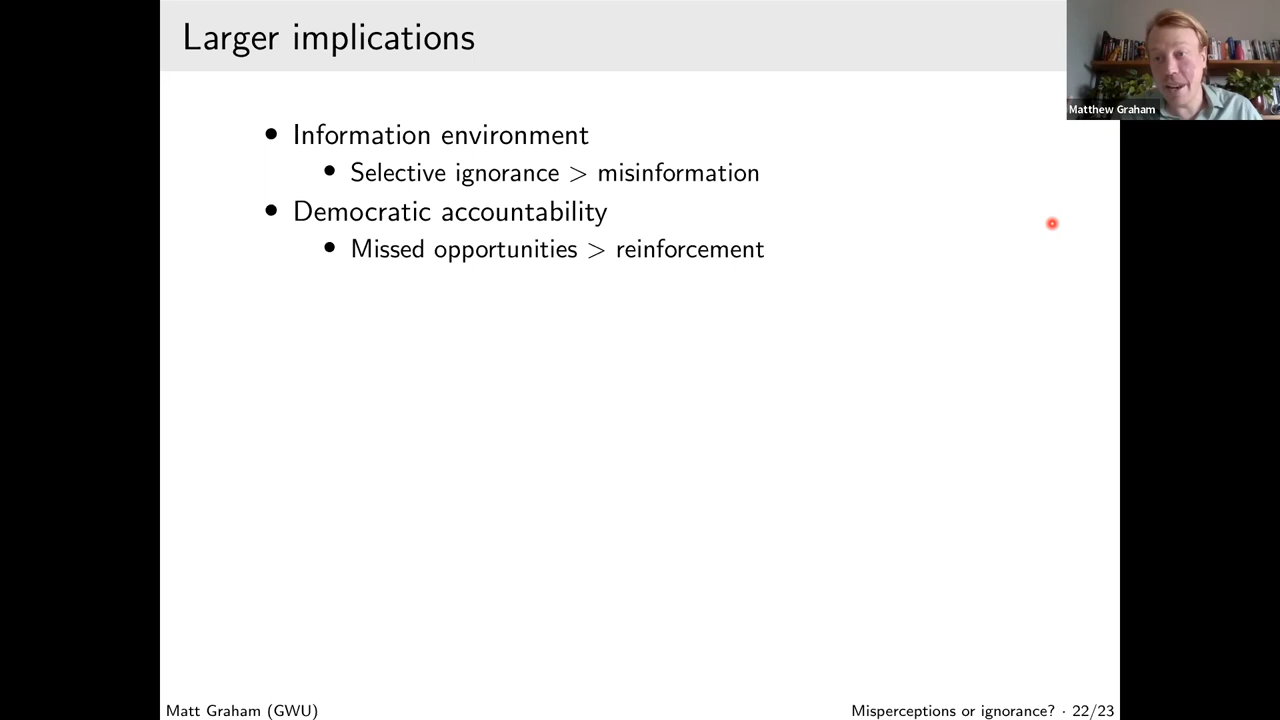 Larger implications
Matthew Graham
• Information environment
• Selective ignorance > misinformation
• Democratic accountability
• Missed opportunities > reinforcement
Matt Graham (GWU)
Misperceptions or ignorance? · 22/23